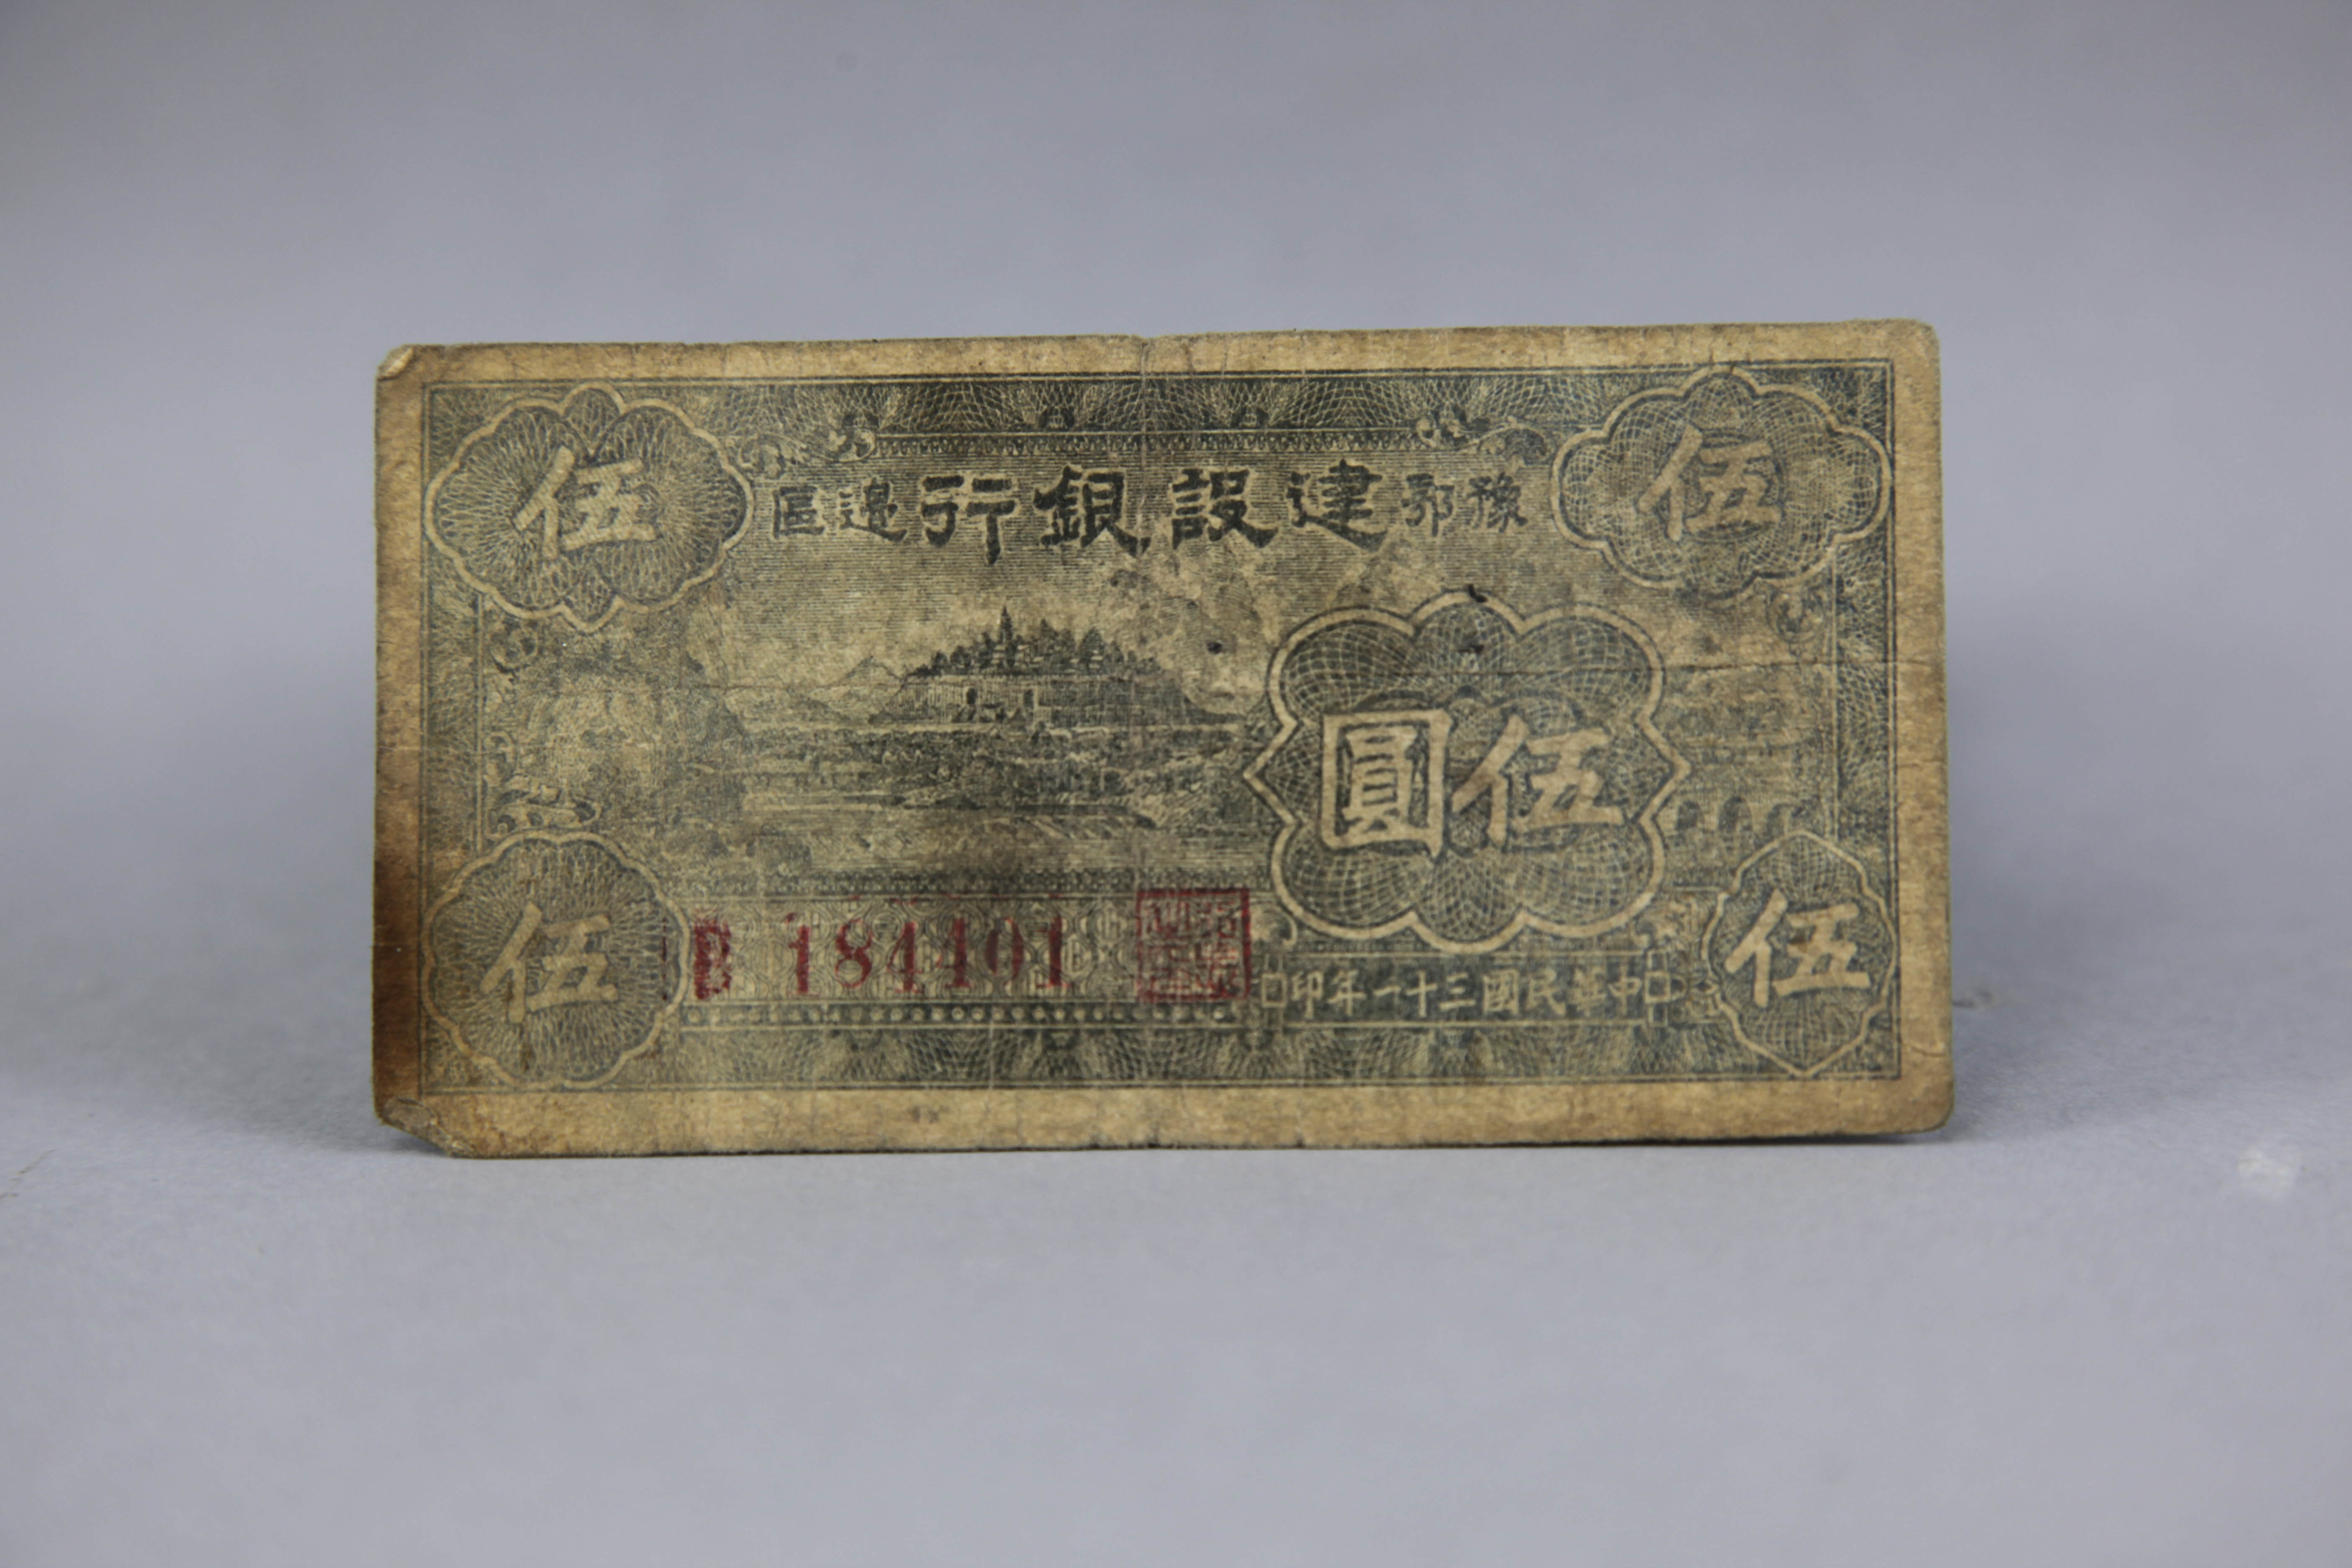 伍
豫鄂建設銀行邊區
伍
伍圓
伍
B 184401
中華民國三十一年印
伍